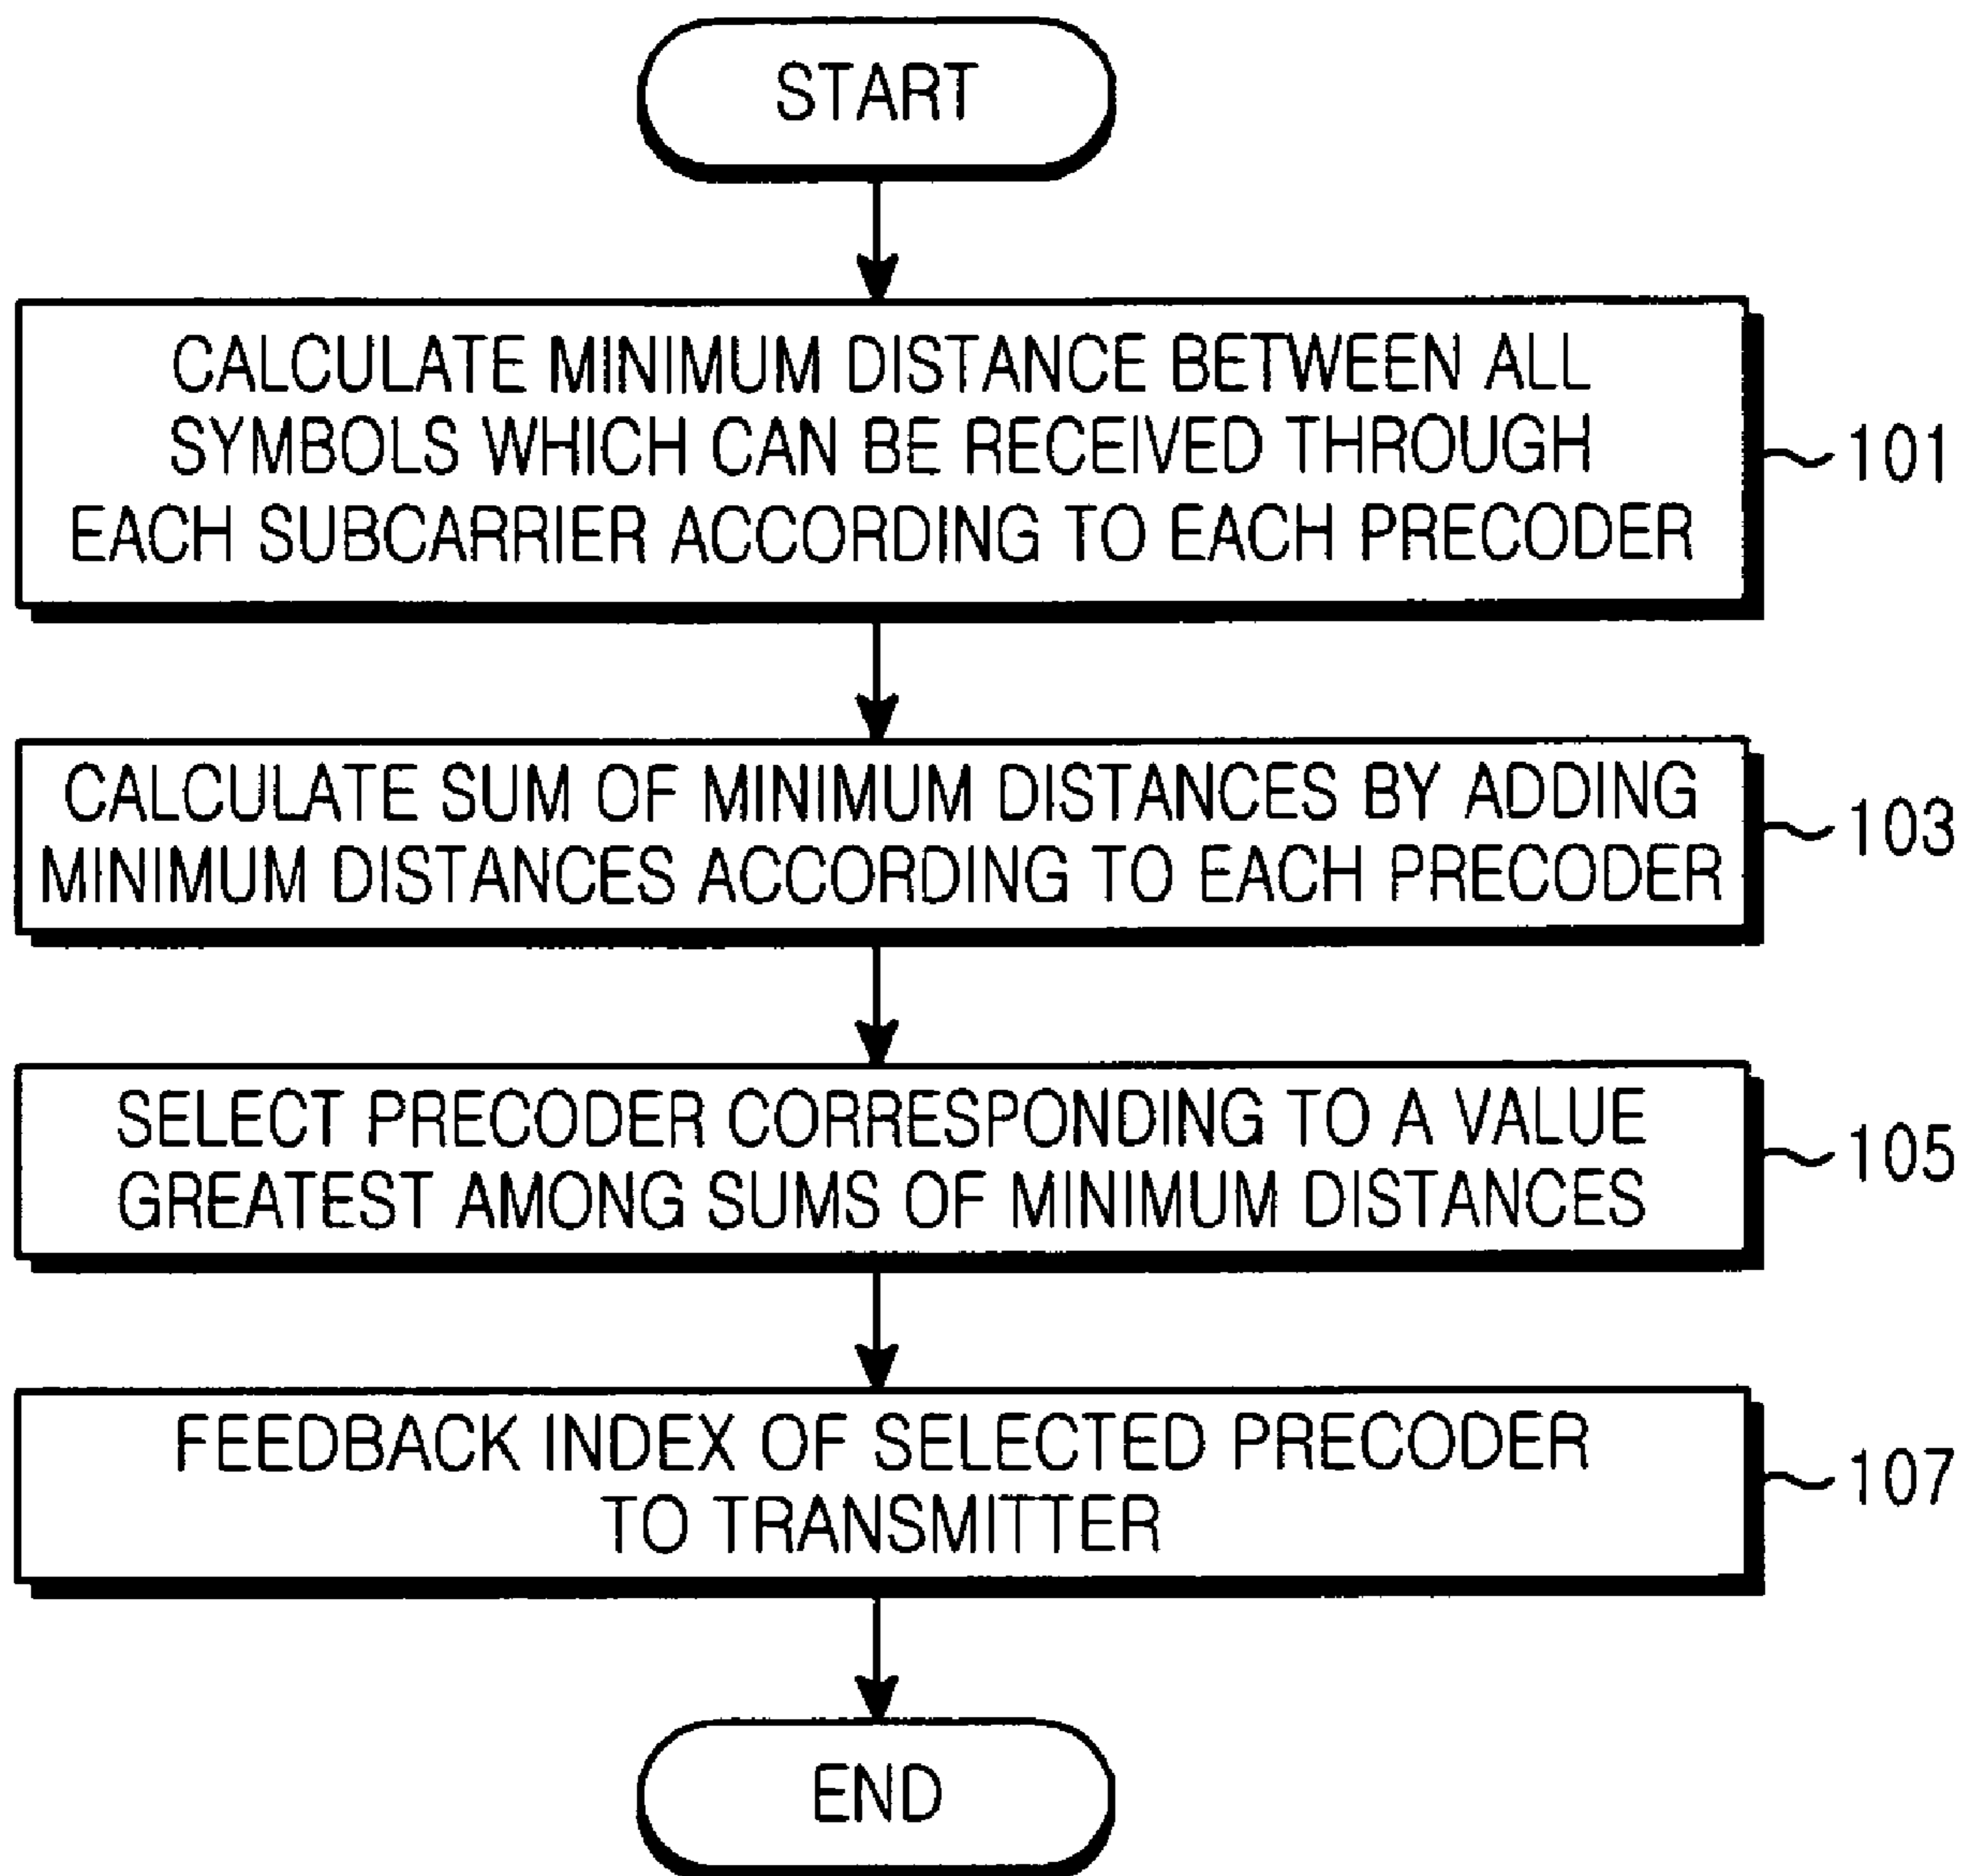 START
CALCULATE MINIMUM DISTANCE BETWEEN ALL
SYMBOLS WHICH CAN BE RECEIVED THROUGH
EACH SUBCARRIER ACCORDING TO EACH PRECODER
101
CALCULATE SUM OF MINIMUM DISTANCES BY ADDING
MINIMUM DISTANCES ACCORDING TO EACH PRECODER
103
SELECT PRECODER CORRESPONDING TO A VALUE
GREATEST AMONG SUMS OF MINIMUM DISTANCES
105
FEEDBACK INDEX OF SELECTED PRECODER
TO TRANSMITTER
107
END